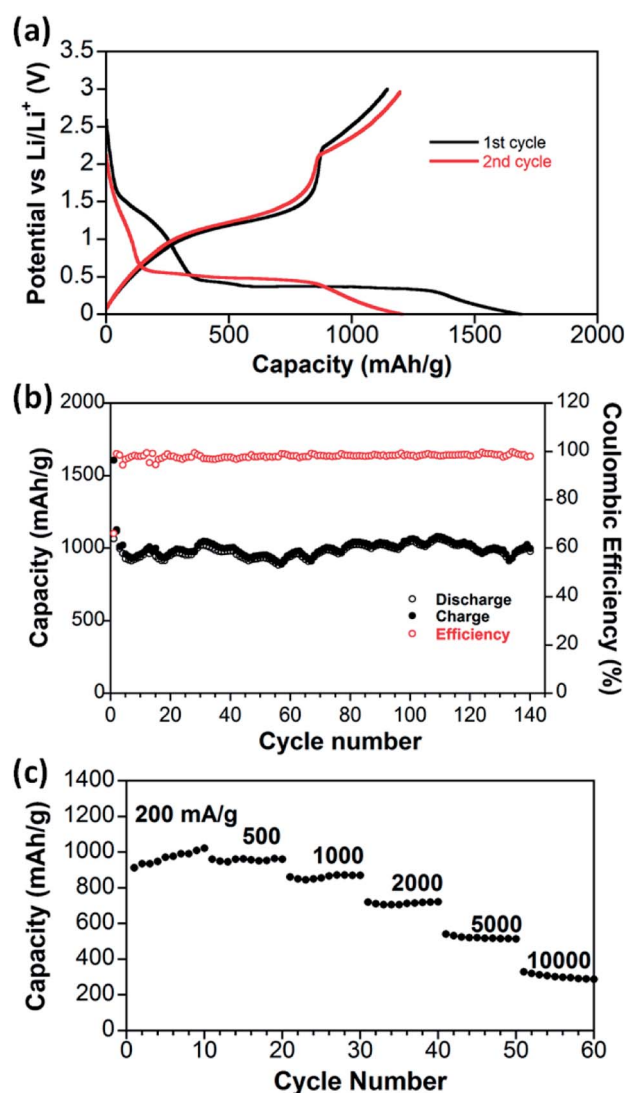 (a)
3.5
3
2.5
2
1.5
1
0.5
0
Potential vs Li/Li+ (V)
1st cycle
2nd cycle
0 500 1000 1500 2000
Capacity (mAh/g)
(b)
2000
1500
1000
500
0
Capacity (mAh/g)
120
100
80
60
40
20
0
Coulombic Efficiency (%)
Discharge
Charge
Efficiency
0 20 40 60 80 100 120 140
Cycle number
(c)
1400
1200
1000
800
600
400
200
0
Capacity (mAh/g)
200 mA/g
500
1000
2000
5000
10000
0 10 20 30 40 50 60
Cycle Number